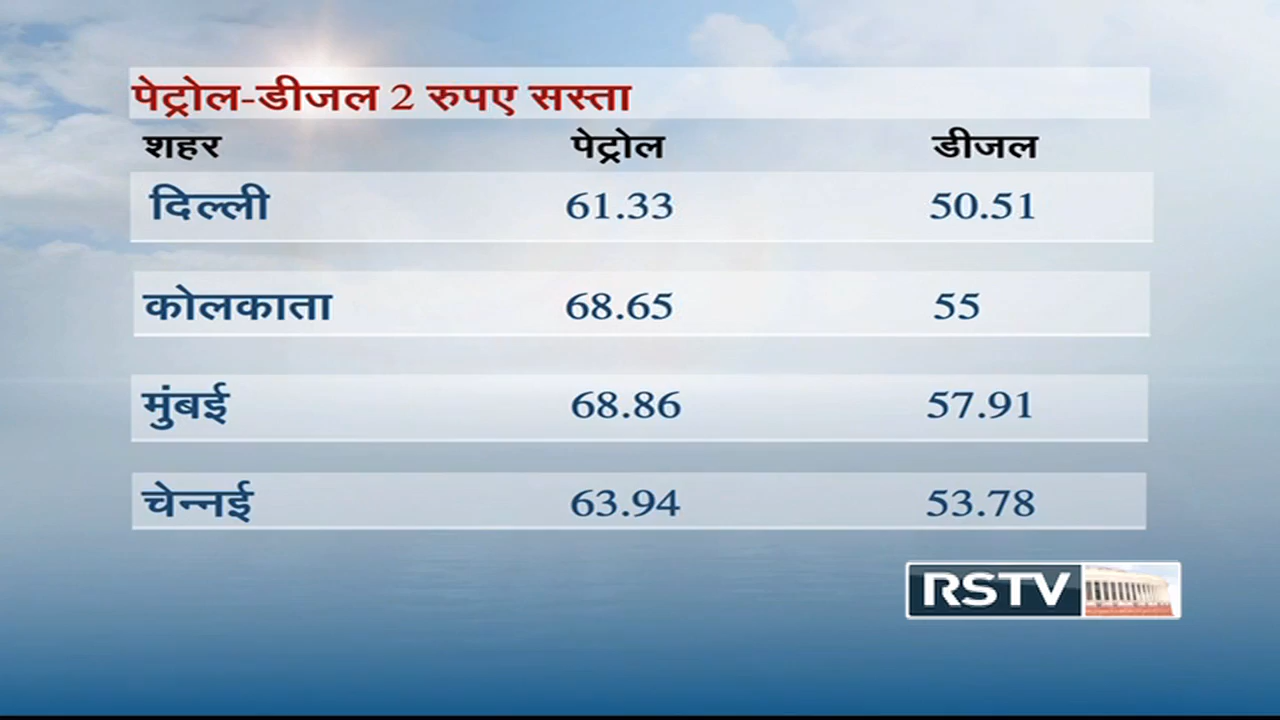 पेट्रोल-डीजल 2 रुपए सस्ता
शहर पेट्रोल डीजल
दिल्ली 61.33 50.51
कोलकाता 68.65 55
मुंबई 68.86 57.91
चेन्नई 63.94 53.78
RSTV